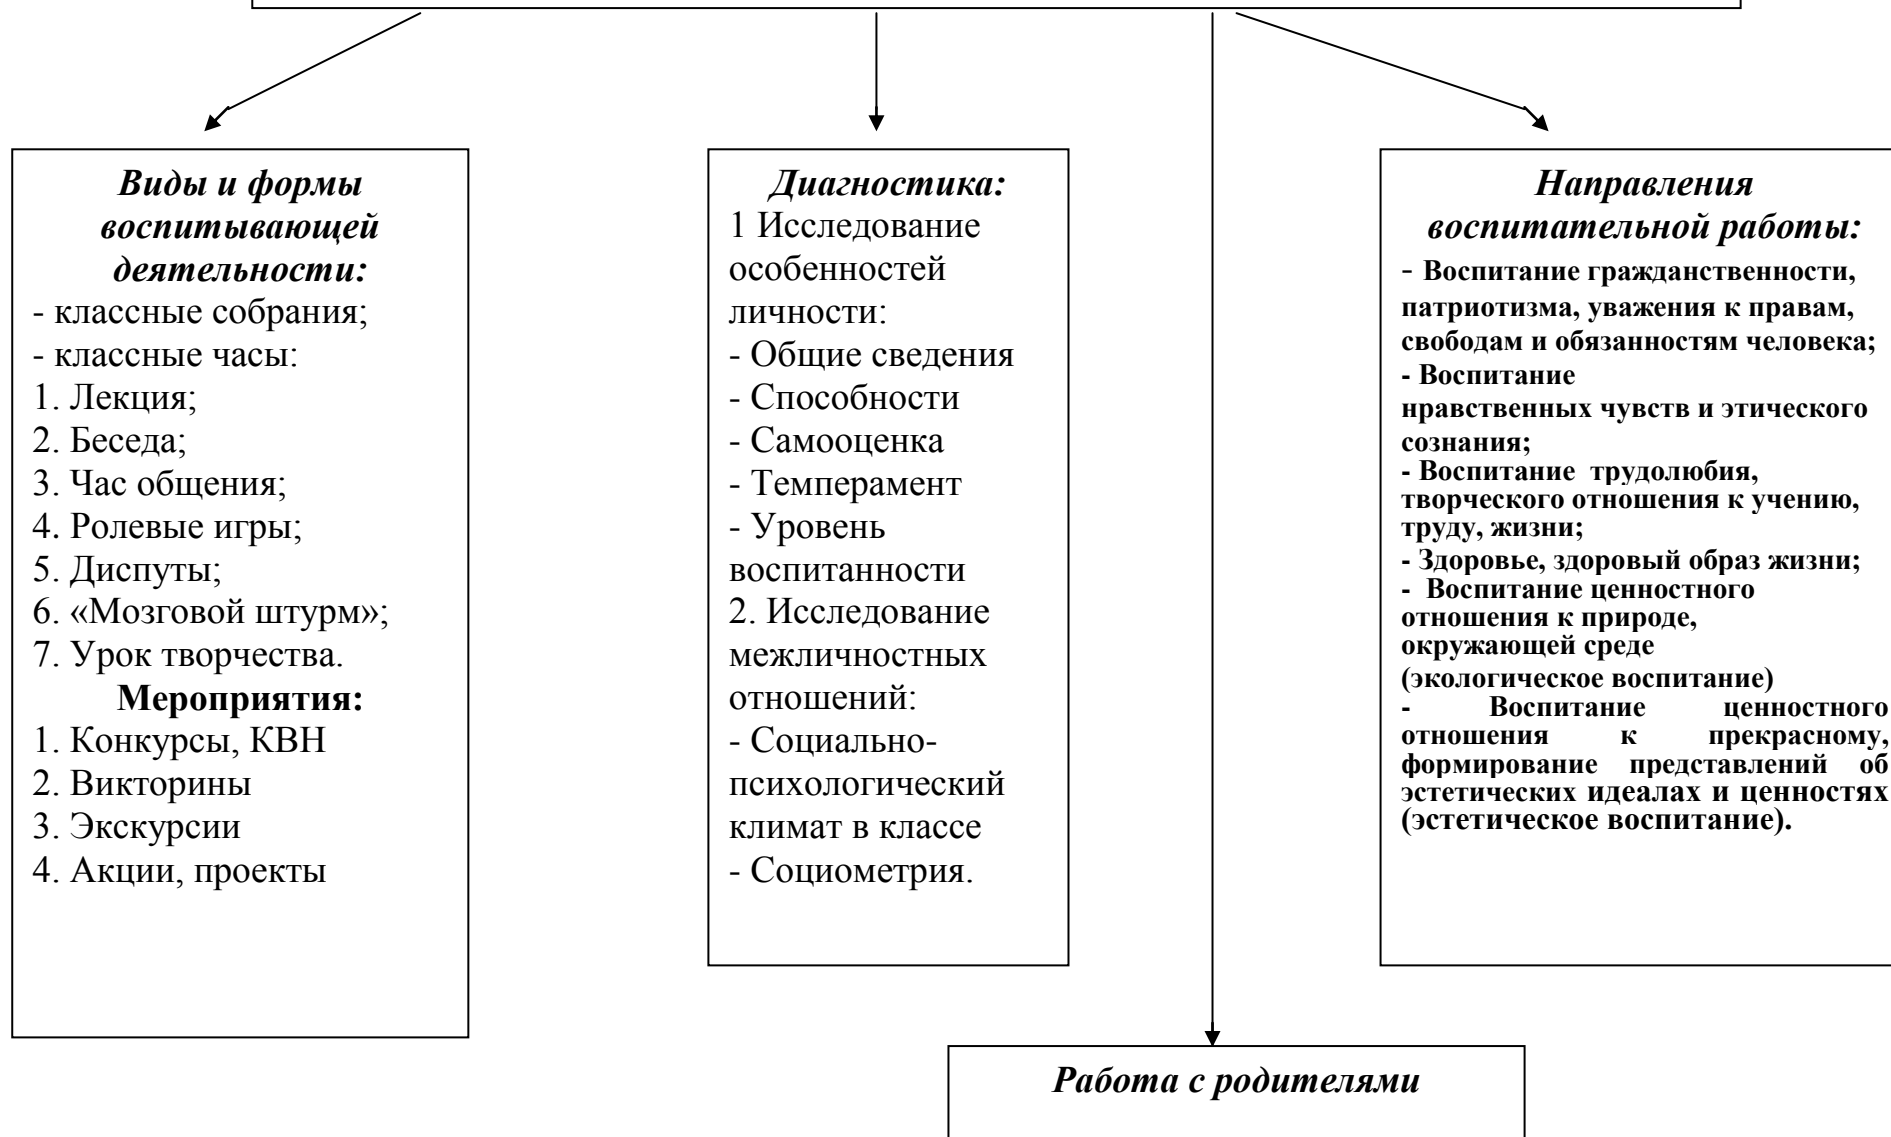 Виды и формы
воспитывающей
деятельности:
- классные собрания;
- классные часы:
1. Лекция;
2. Беседа;
3. Час общения;
4. Ролевые игры;
5. Диспуты;
6. «Мозговой штурм»;
7. Урок творчества.
Мероприятия:
1. Конкурсы, КВН
2. Викторины
3. Экскурсии
4. Акции, проекты
Диагностика:
1 Исследование
особенностей
личности:
- Общие сведения
- Способности
- Самооценка
- Темперамент
- Уровень
воспитанности
2. Исследование
межличностных
отношений:
- Социально-
психологический
климат в классе
- Социометрия.
Направления
воспитательной работы:
- Воспитание гражданственности,
патриотизма, уважения к правам,
свободам и обязанностям человека;
- Воспитание
нравственных чувств и этического
сознания;
- Воспитание трудолюбия,
творческого отношения к учению,
труду, жизни;
- Здоровье, здоровый образ жизни;
- Воспитание ценностного
отношения к природе,
окружающей среде
(экологическое воспитание)
- Воспитание ценностного
отношения к прекрасному,
формирование представлений об
эстетических идеалах и ценностях
(эстетическое воспитание).
Работа с родителями